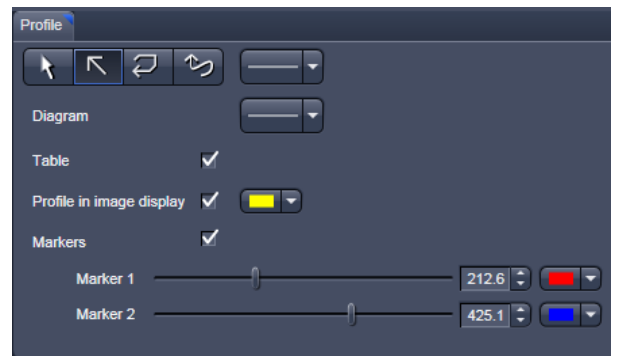 Profile
Diagram
Table
Profile in image display
Markers
Marker 1 212.6
Marker 2 425.1